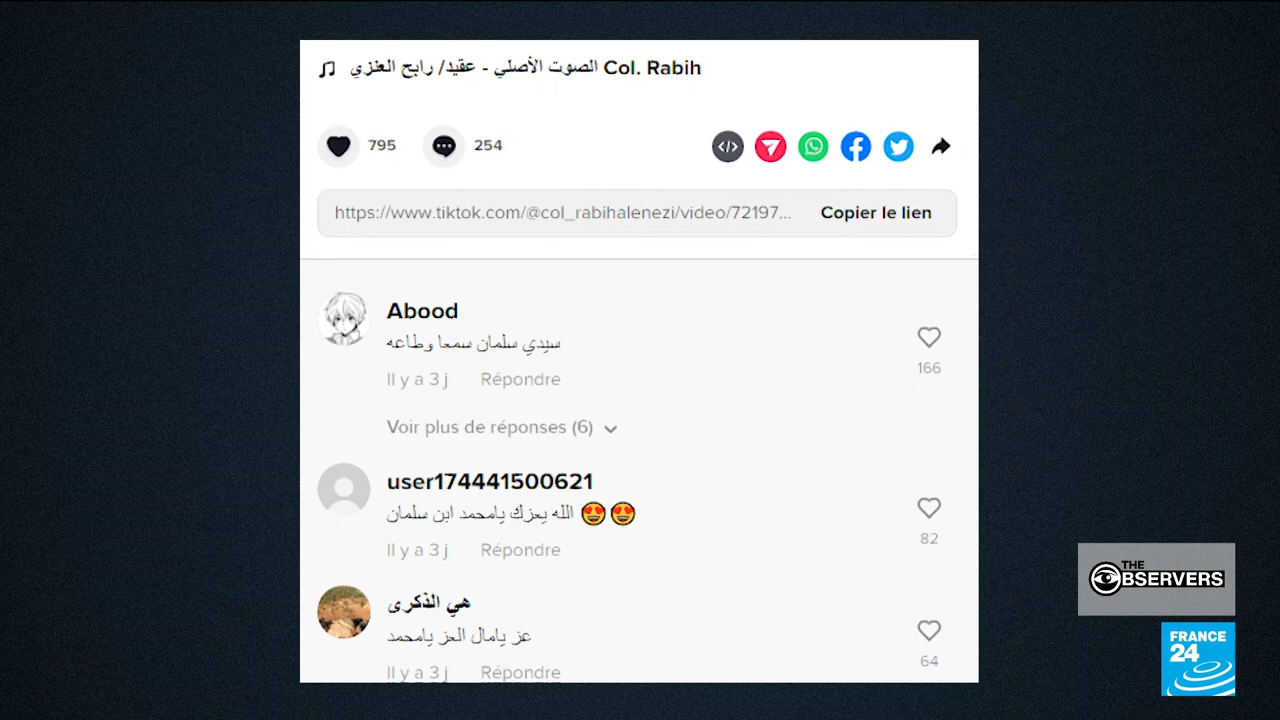 الصوت الأصلي - عقيد/ رابح العنزي Col. Rabih
795
254
https://www.tiktok.com/@col_rabihalenezi/video/72197...
Copier le lien
Abood
سيدي سلمان سمعا وطاعه
166
Il y a 3 j
Répondre
Voir plus de réponses (6)
user174441500621
الله يعزك يامحمد ابن سلمان 😍😍
82
Il y a 3 j
Répondre
هي الذكرى
عز يامال العز يامحمد
64
Il y a 3 j
Répondre
THE
OBSERVERS
FRANCE
24